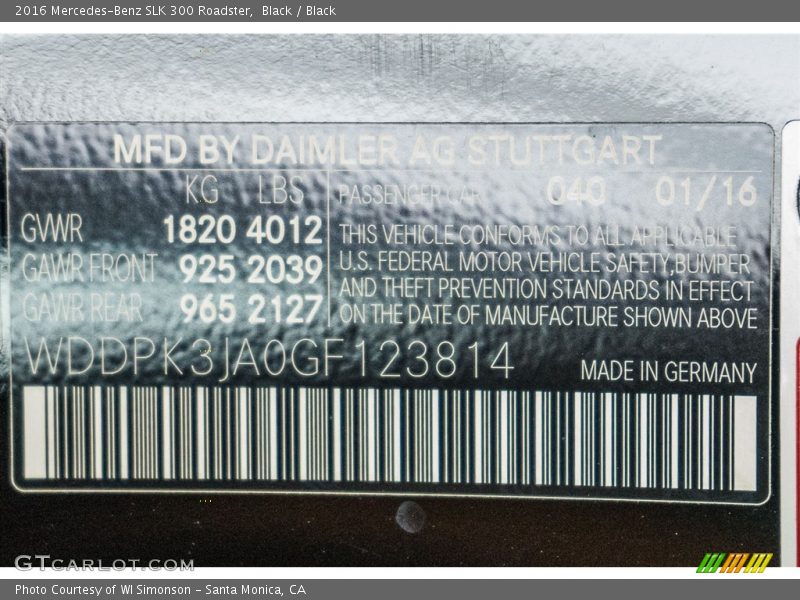 2016 Mercedes-Benz SLK 300 Roadster,  Black / Black
MFD BY DAIMLER AG STUTTGART
KG LBS PASSENGER CAR 040 01/16
GVWR 1820 4012 THIS VEHICLE CONFORMS TO ALL APPLICABLE
GAWR FRONT 925 2039 U.S. FEDERAL MOTOR VEHICLE SAFETY,BUMPER
AND THEFT PREVENTION STANDARDS IN EFFECT
GAWR REAR 965 2127 ON THE DATE OF MANUFACTURE SHOWN ABOVE
WDDPK3JA0GF123814 MADE IN GERMANY
GTCARLOT.COM
Photo Courtesy of WI Simonson - Santa Monica, CA